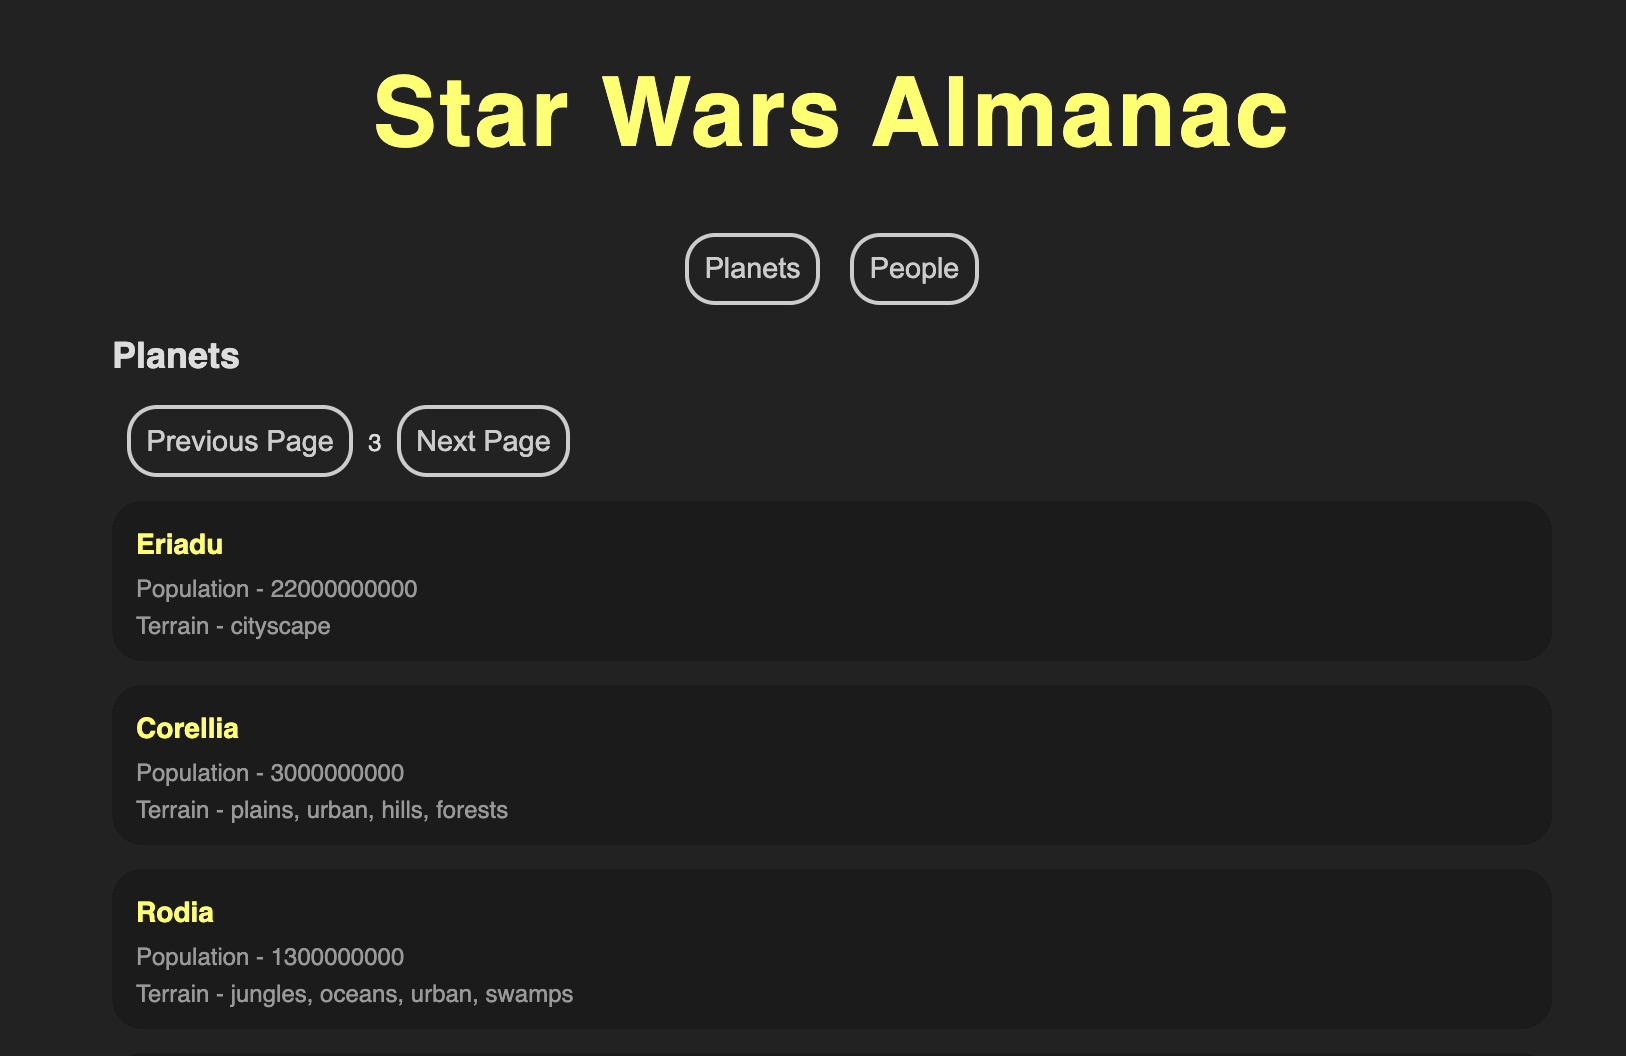 Star Wars Almanac
Planets People
Planets
Previous Page 3 Next Page
Eriadu
Population - 22000000000
Terrain - cityscape
Corellia
Population - 3000000000
Terrain - plains, urban, hills, forests
Rodia
Population - 1300000000
Terrain - jungles, oceans, urban, swamps